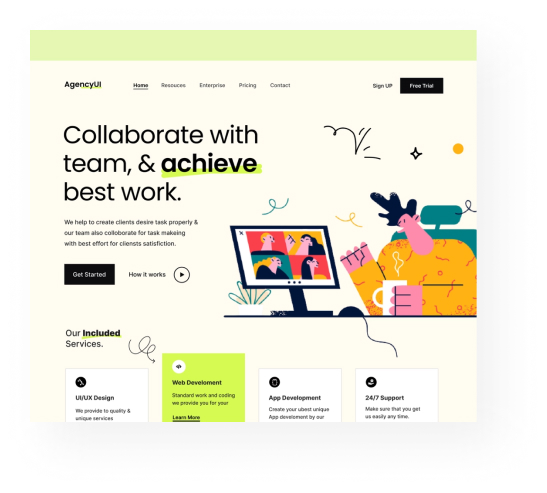 AgencyUI
Home Resouces Enterprise Pricing Contact
Sign UP Free Trial
Collaborate with
team, & achieve
best work.
We help to create clients desire task properly &
our team also colloborate for task makeing
with best effort for cliensts satisfiction.
Get Started How it works
Our Included
Services.
UI/UX Design
We provide to quality &
unique services
Web Develoment
Standard work and coding
we provide you for your
Learn More
App Development
Create your ubest unique
App develoment by our
24/7 Support
Make sure that you get
us easily any time.